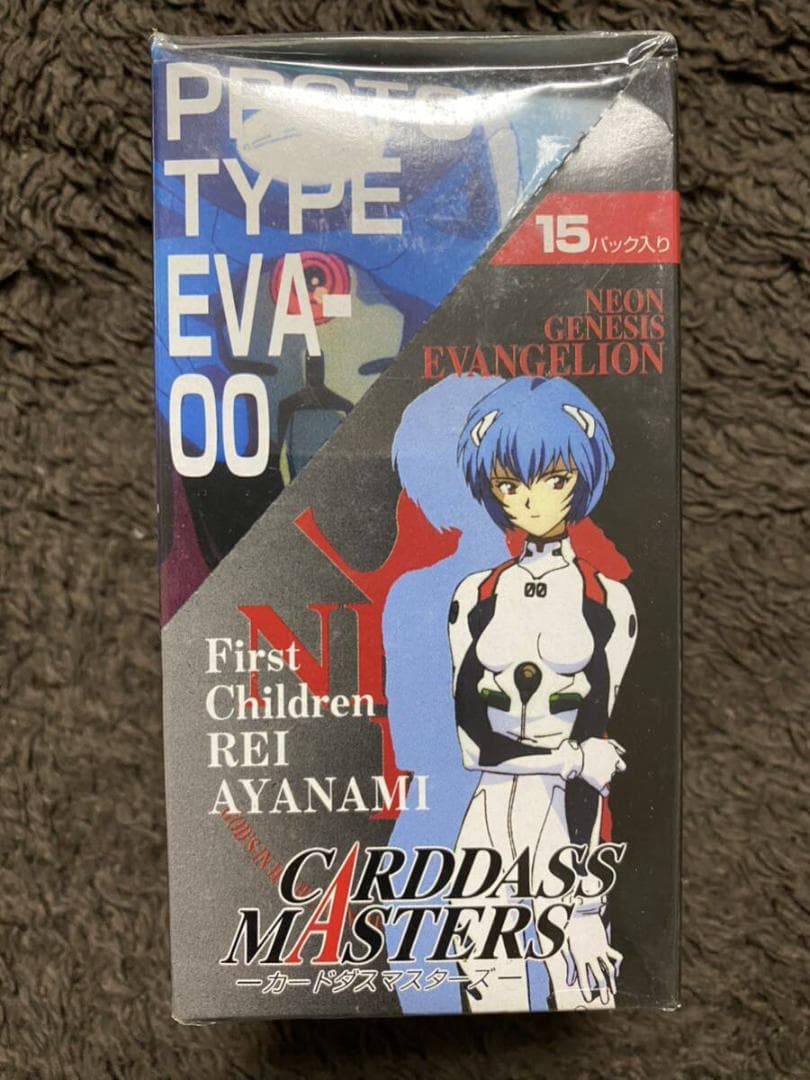 PROTO
TYPE
EVA-
00
15パック入り
NEON
GENESIS
EVANGELION
00
First
Children
REI
AYANAMI
CARDDASS
MASTERS
ーカードダスマスターズー